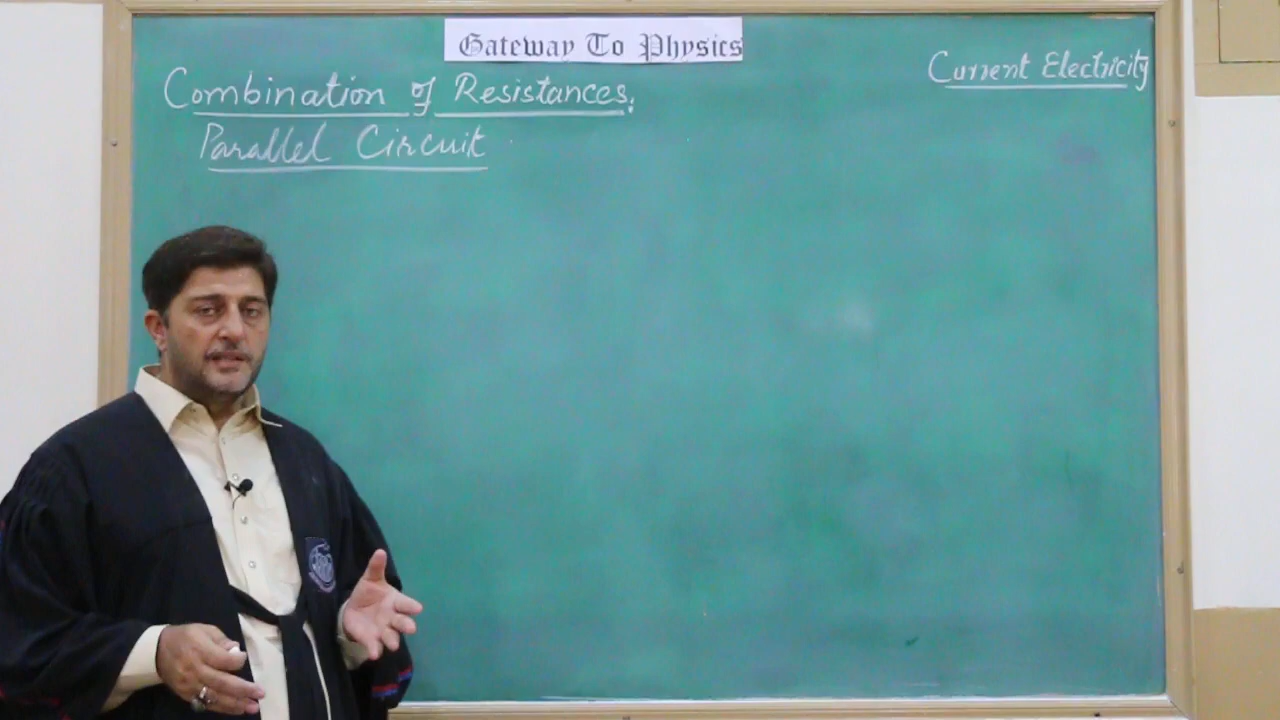 Gateway To Physics
Current Electricity
Combination of Resistances.
Parallel Circuit